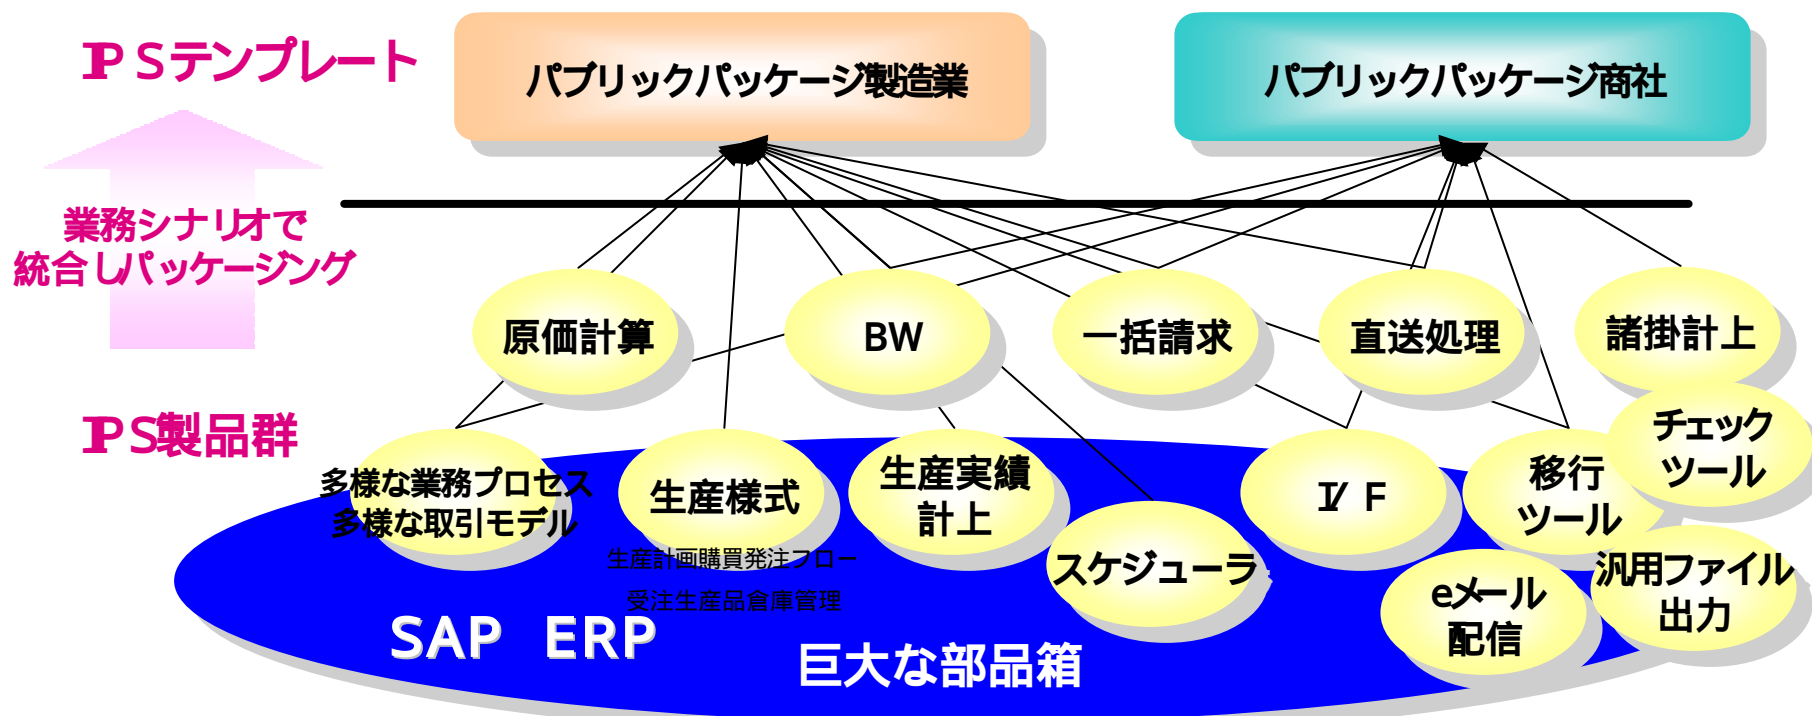 IPSテンプレート
パブリックパッケージ製造業
パブリックパッケージ商社
業務シナリオで
統合しパッケージング
原価計算
BW
一括請求
直送処理
諸掛計上
IPS製品群
多様な業務プロセス
多様な取引モデル
生産様式
生産計画購買発注フロー
受注生産品倉庫管理
生産実績
計上
スケジューラ
I/F
移行
ツール
チェック
ツール
eメール
配信
汎用ファイル
出力
SAP ERP
巨大な部品箱